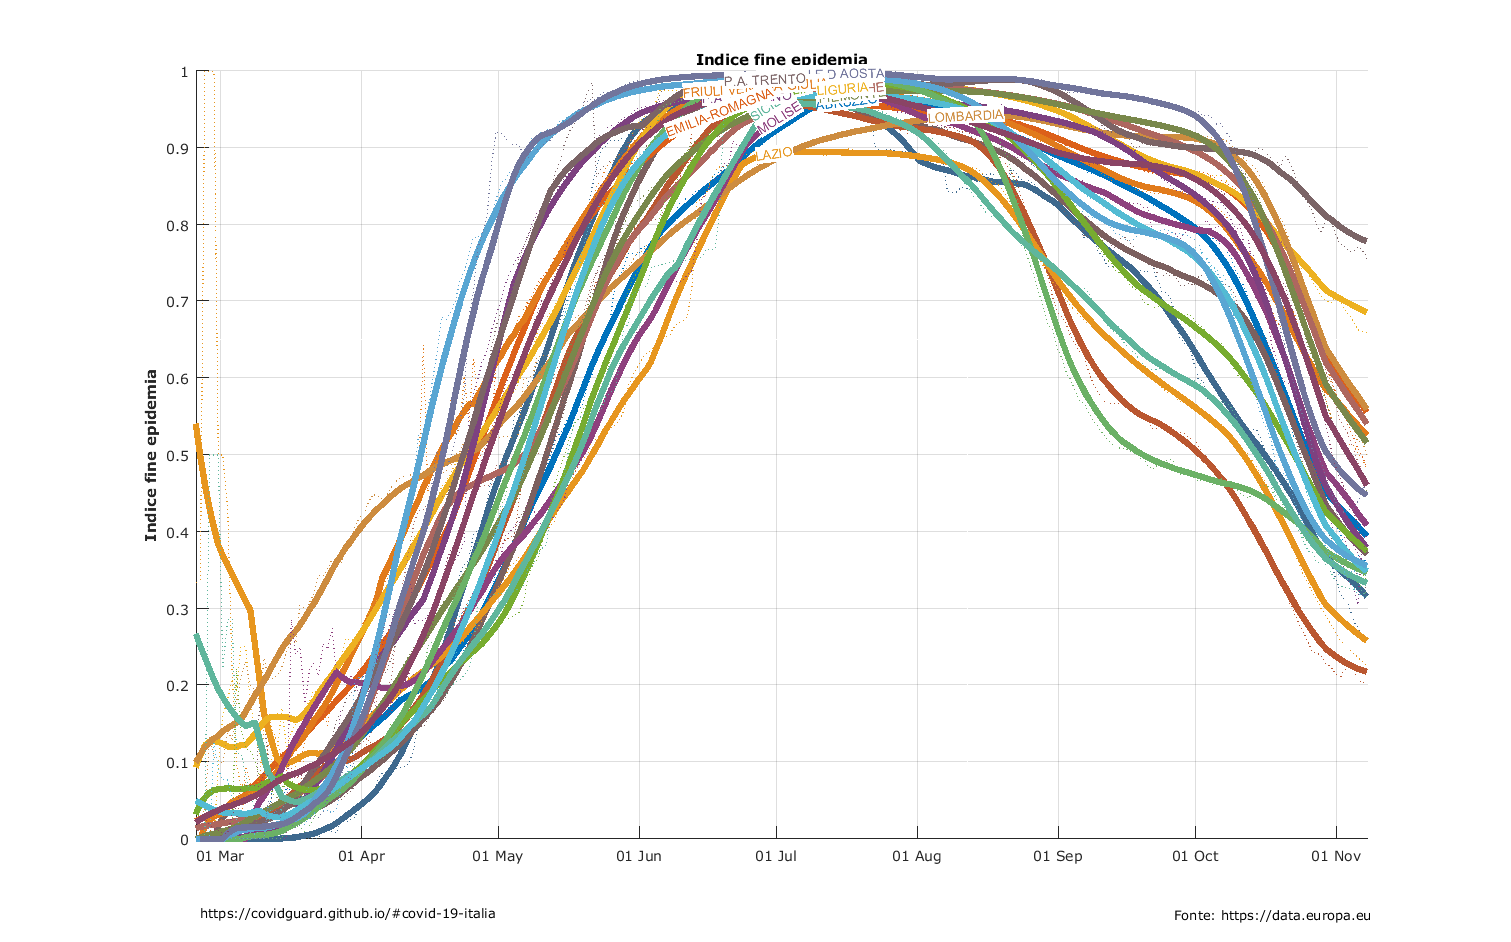 Indice fine epidemia
Indice fine epidemia
1
0.9
0.8
0.7
0.6
0.5
0.4
0.3
0.2
0.1
0
P.A. TRENTO
D AOSTA
FRIULI
LIGURIA
EMILIA-ROMAGNA
MOLISE
ABRUZZO
LOMBARDIA
LAZIO
01 Mar
01 Apr
01 May
01 Jun
01 Jul
01 Aug
01 Sep
01 Oct
01 Nov
https://covidguard.github.io/#covid-19-italia
Fonte: https://data.europa.eu